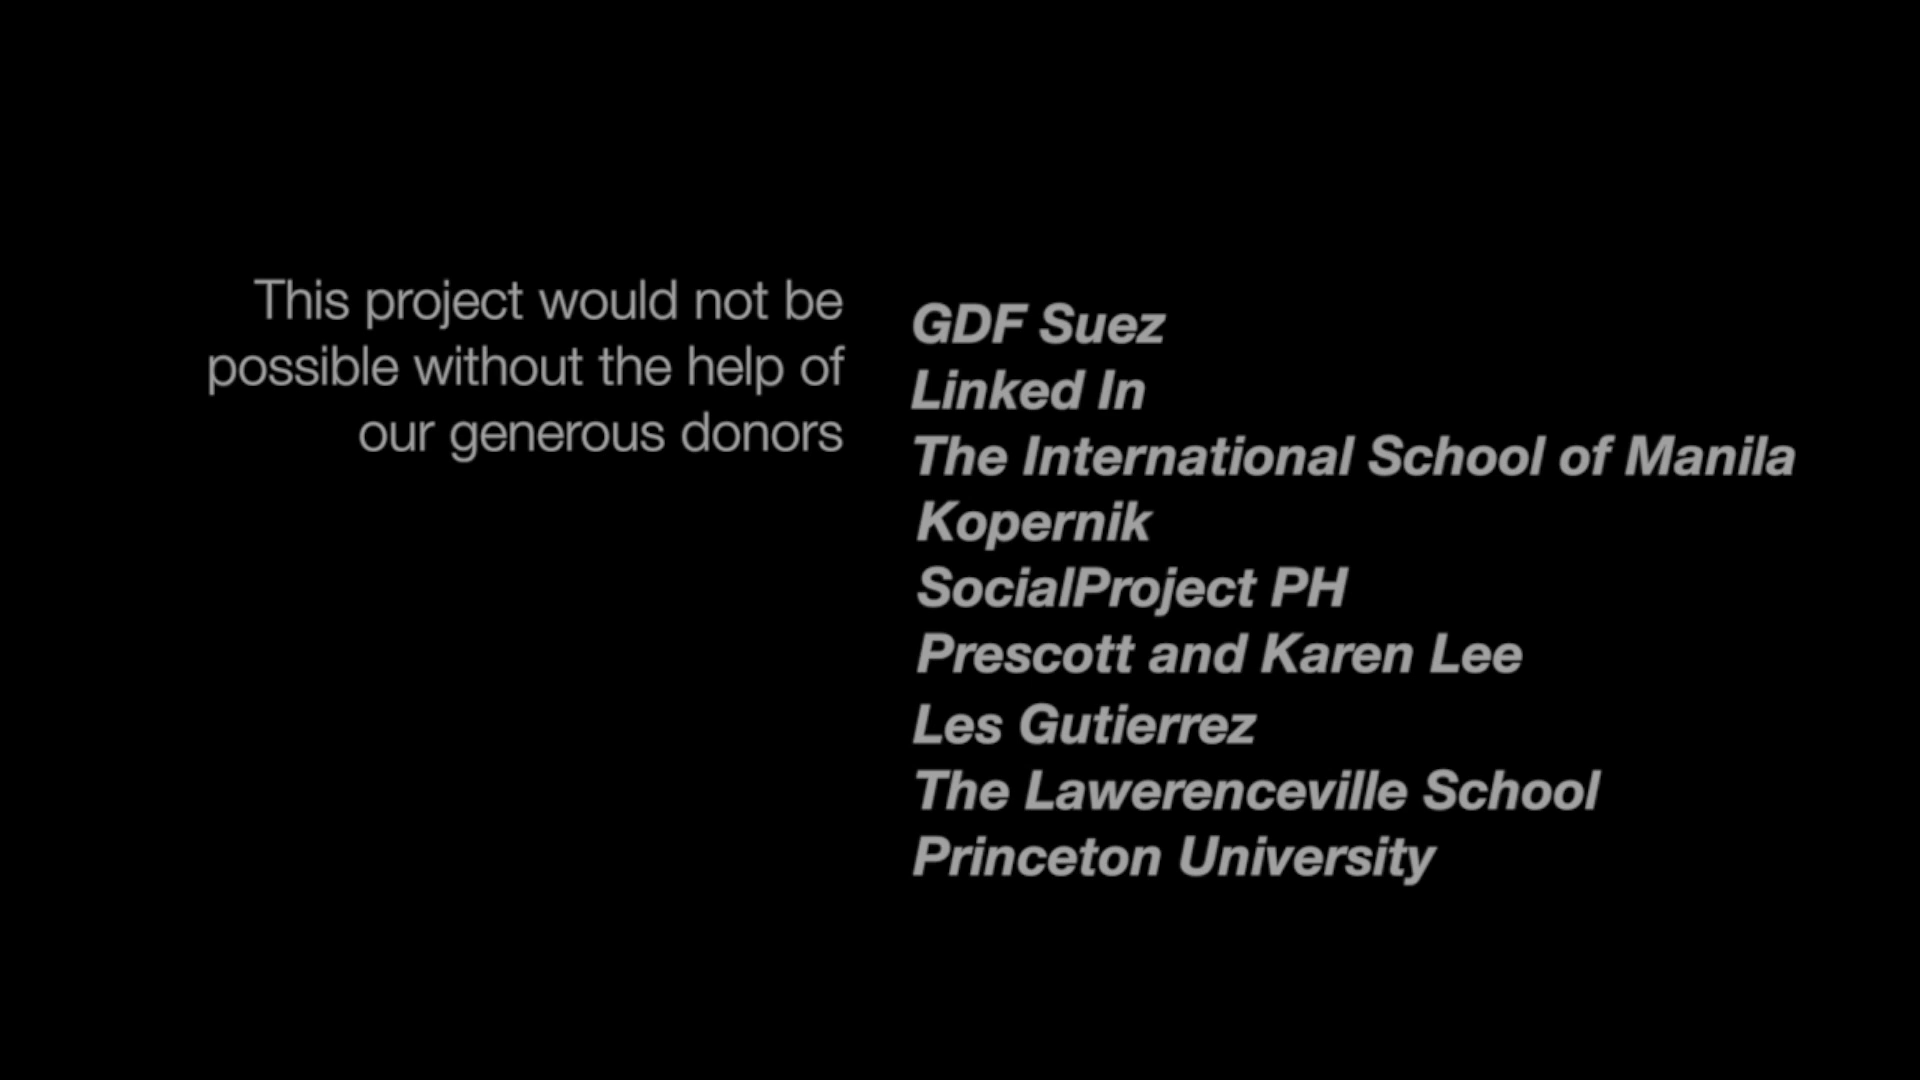 This project would not be
possible without the help of
our generous donors
GDF Suez
Linked In
The International School of Manila
Kopernik
SocialProject PH
Prescott and Karen Lee
Les Gutierrez
The Lawerenceville School
Princeton University